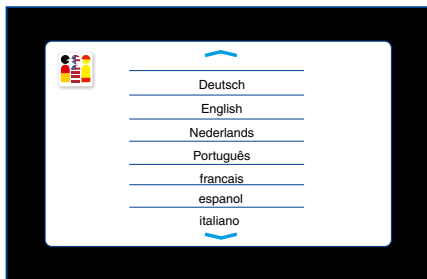 Deutsch
English
Nederlands
Português
francais
espanol
italiano